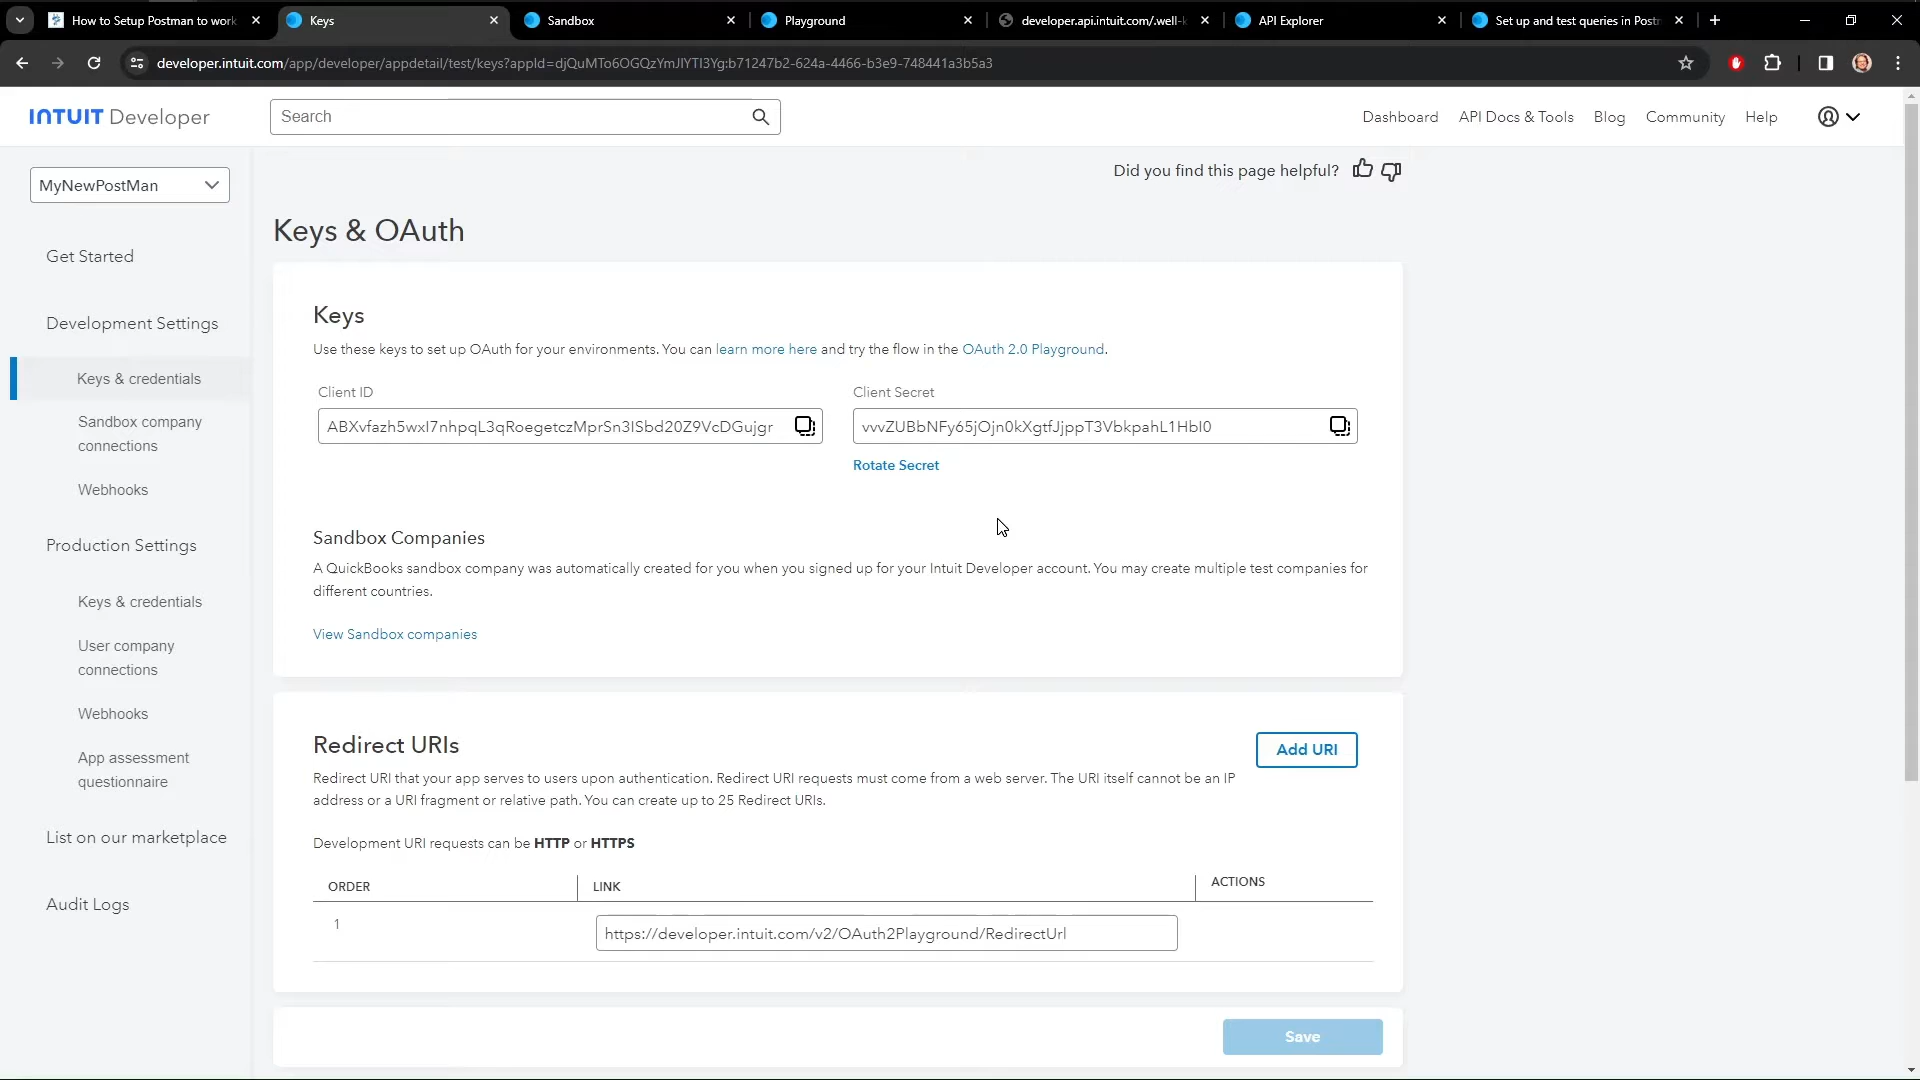 How to Setup Postman to work
Keys
Sandbox
Playground
developer.api.intuit.com/.well-k
API Explorer
Set up and test queries in Postm
developer.intuit.com/app/developer/appdetail/test/keys?appId=djQuMTo6OGQzYmJlYTI3Yg:b71247b2-624a-4466-b3e9-748441a3b5a3
INTUIT Developer
Search
Dashboard
API Docs & Tools
Blog
Community
Help
MyNewPostMan
Did you find this page helpful?
Get Started
Development Settings
Keys & credentials
Sandbox company
connections
Webhooks
Production Settings
Keys & credentials
User company
connections
Webhooks
App assessment
questionnaire
List on our marketplace
Audit Logs
Keys & OAuth
Keys
Use these keys to set up OAuth for your environments. You can learn more here and try the flow in the OAuth 2.0 Playground.
Client ID
ABXvfazh5wxI7nhpqL3qRoegetczMprSn3ISbd20Z9VcDGujgr
Client Secret
vvvZUBbNFy65jOjn0kXgtfJjppT3VbkpahL1HbI0
Rotate Secret
Sandbox Companies
A QuickBooks sandbox company was automatically created for you when you signed up for your Intuit Developer account. You may create multiple test companies for
different countries.
View Sandbox companies
Redirect URIs
Add URI
Redirect URI that your app serves to users upon authentication. Redirect URI requests must come from a web server. The URI itself cannot be an IP
address or a URI fragment or relative path. You can create up to 25 Redirect URIs.
Development URI requests can be HTTP or HTTPS
ORDER
LINK
ACTIONS
1
https://developer.intuit.com/v2/OAuth2Playground/RedirectUrl
Save